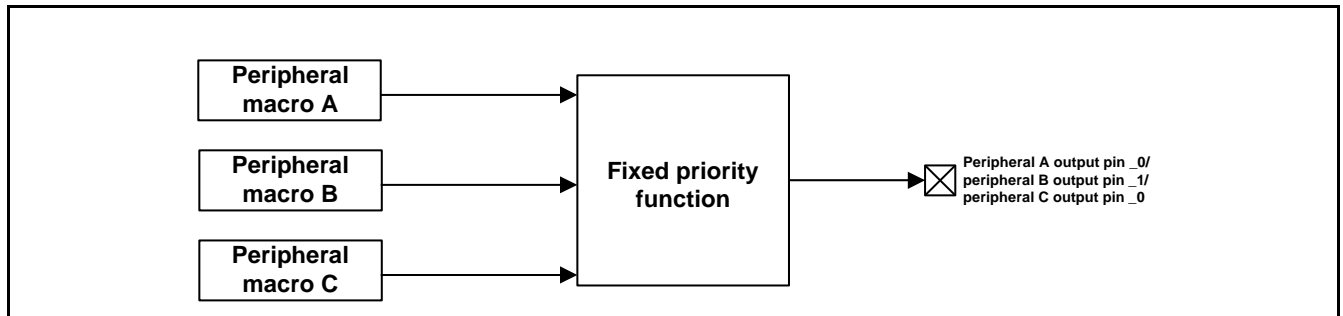 Peripheral
macro A
Peripheral
macro B
Peripheral
macro C
Fixed priority
function
Peripheral A output pin _0/
peripheral B output pin _1/
peripheral C output pin _0